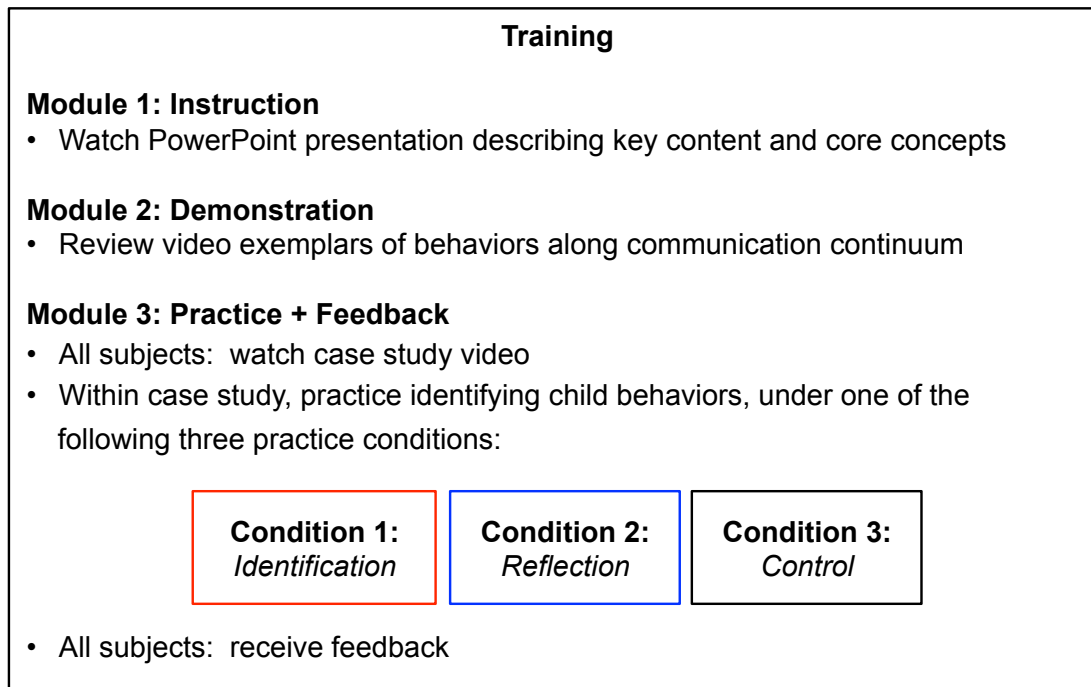 Training
Module 1: Instruction
• Watch PowerPoint presentation describing key content and core concepts
Module 2: Demonstration
• Review video exemplars of behaviors along communication continuum
Module 3: Practice + Feedback
• All subjects: watch case study video
• Within case study, practice identifying child behaviors, under one of the
following three practice conditions:
Condition 1:
Identification
Condition 2:
Reflection
Condition 3:
Control
• All subjects: receive feedback